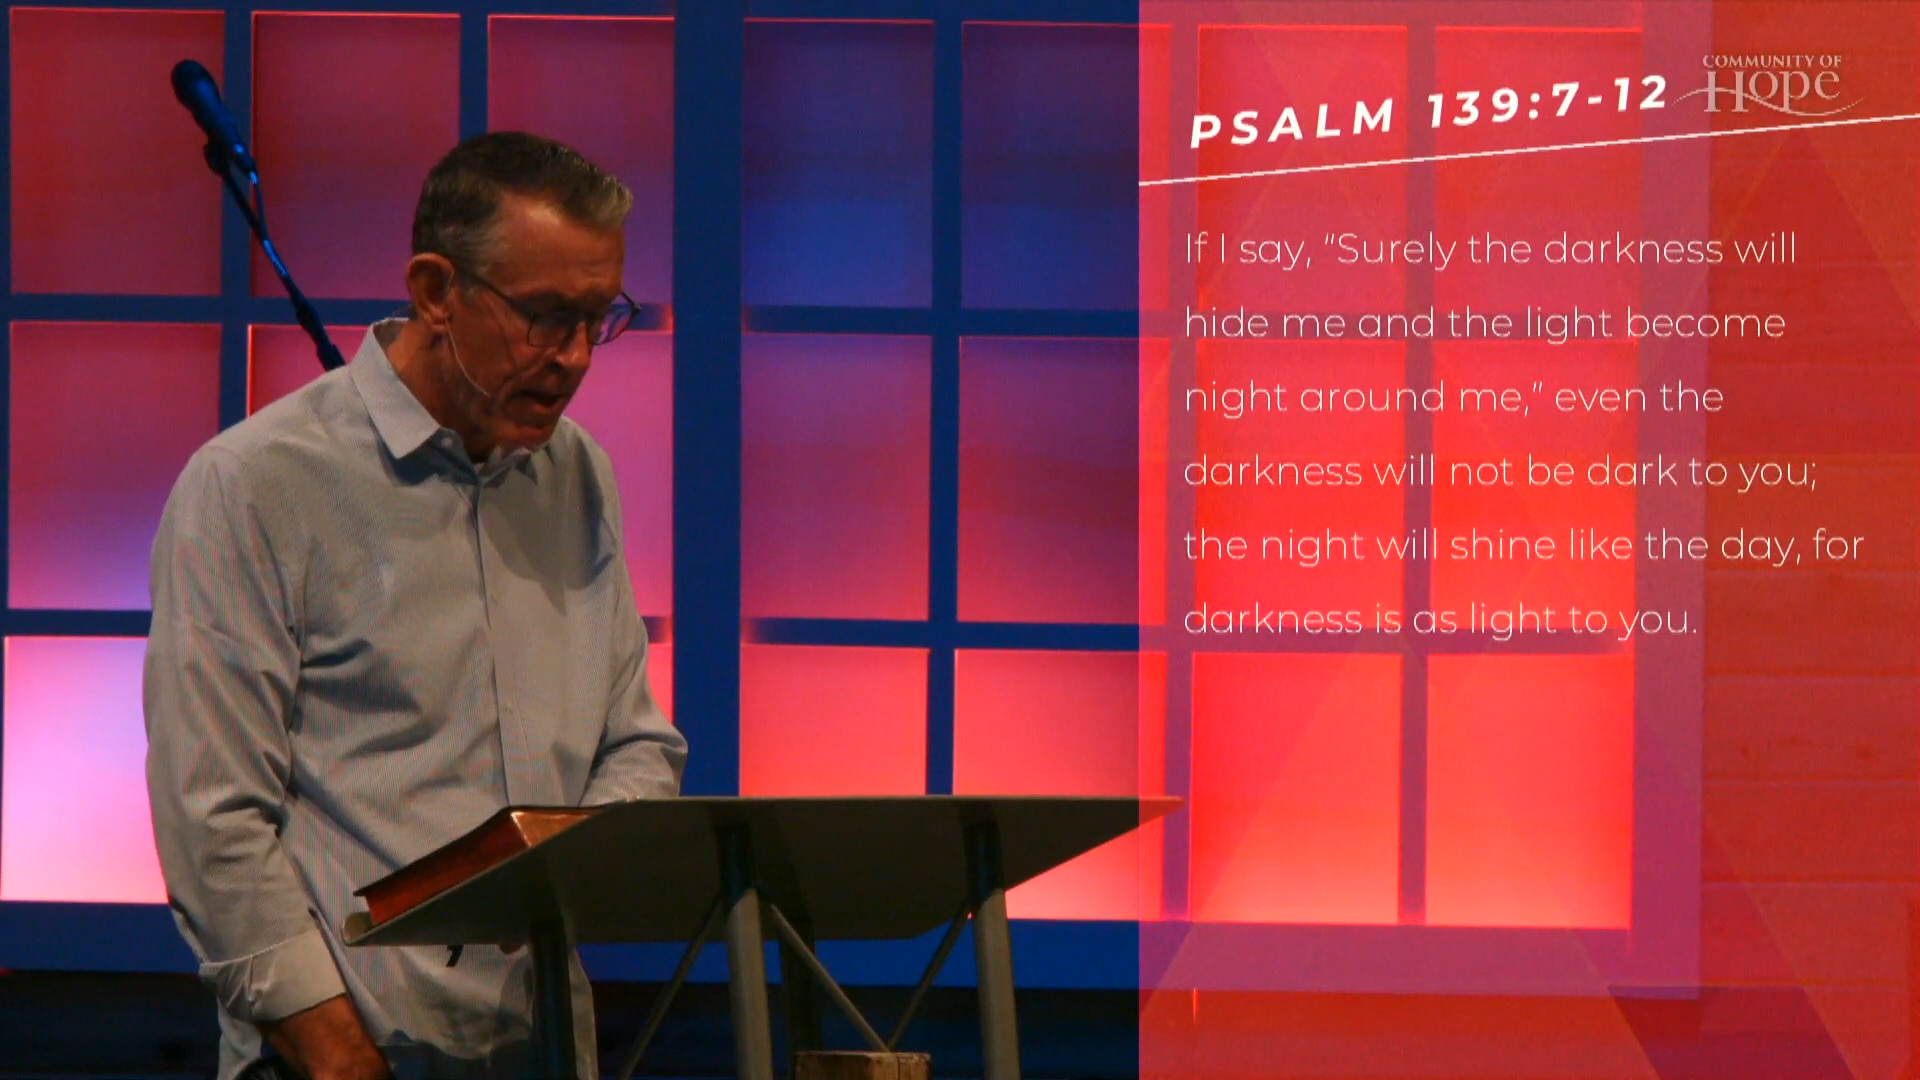 COMMUNITY OF
Hope
PSALM 139:7-12
If I say, "Surely the darkness will
hide me and the light become
night around me," even the
darkness will not be dark to you;
the night will shine like the day, for
darkness is as light to you.